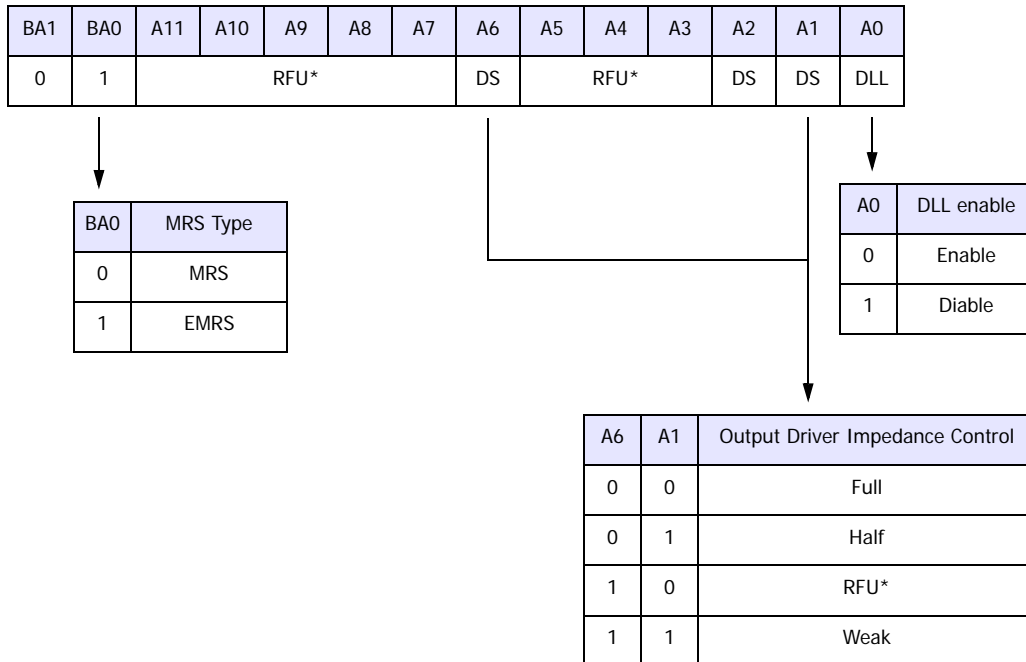 BA1 BA0 A11 A10 A9 A8 A7 A6 A5 A4 A3 A2 A1 A0
0 1 RFU* DS RFU* DS DS DLL
BA0 MRS Type
0 MRS
1 EMRS
A0 DLL enable
0 Enable
1 Diable
A6 A1 Output Driver Impedance Control
0 0 Full
0 1 Half
1 0 RFU*
1 1 Weak